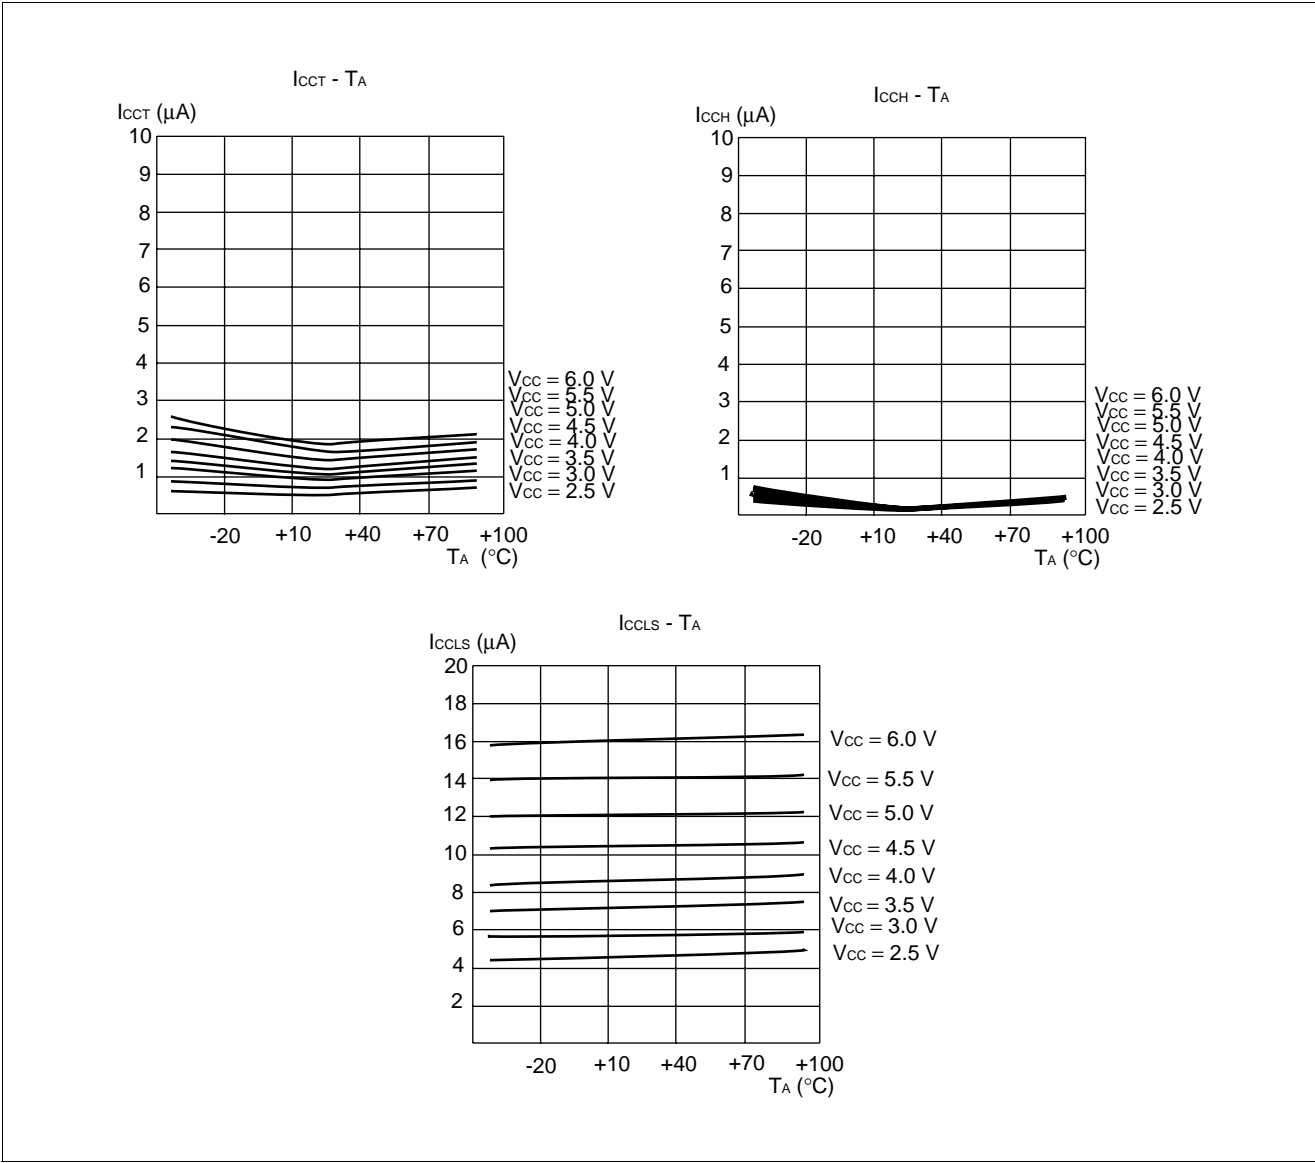 ICCT - TA
ICCT (μA)
10
9
8
7
6
5
4
3
2
1
VCC = 6.0 V
VCC = 5.5 V
VCC = 5.0 V
VCC = 4.5 V
VCC = 4.0 V
VCC = 3.5 V
VCC = 3.0 V
VCC = 2.5 V
-20 +10 +40 +70 +100
TA (°C)
ICCH - TA
ICCH (μA)
10
9
8
7
6
5
4
3
2
1
VCC = 6.0 V
VCC = 5.5 V
VCC = 5.0 V
VCC = 4.5 V
VCC = 4.0 V
VCC = 3.5 V
VCC = 3.0 V
VCC = 2.5 V
-20 +10 +40 +70 +100
TA (°C)
ICCLS - TA
ICCLS (μA)
20
18
16
14
12
10
8
6
4
2
VCC = 6.0 V
VCC = 5.5 V
VCC = 5.0 V
VCC = 4.5 V
VCC = 4.0 V
VCC = 3.5 V
VCC = 3.0 V
VCC = 2.5 V
-20 +10 +40 +70 +100
TA (°C)